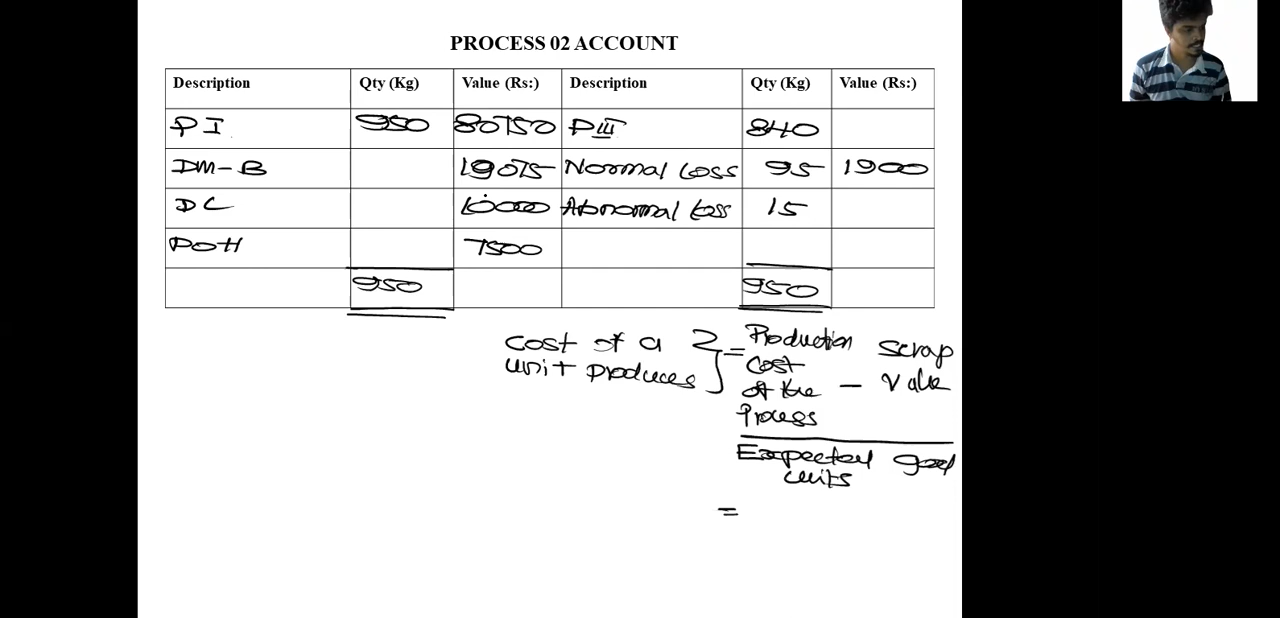 PROCESS 02 ACCOUNT
Description Qty (Kg) Value (Rs:) Description Qty (Kg) Value (Rs:)
P I 950 80750 P III 840
DM-B 19075 Normal Loss 95 1900
DC 10000 Abnormal Loss 15
POH 7500
950 950
cost of a unit produces = Production cost of the Process - scrap value
Expected good units
=